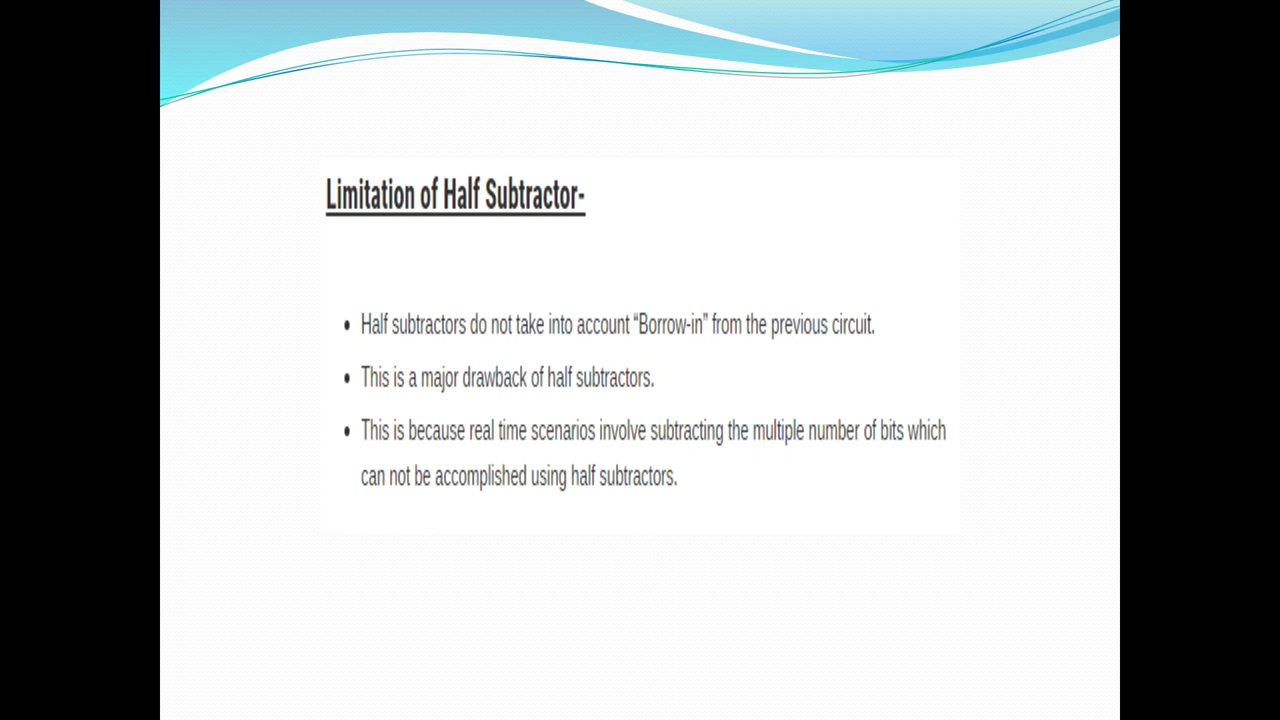 Limitation of Half Subtractor-
• Half subtractors do not take into account “Borrow-in” from the previous circuit.
• This is a major drawback of half subtractors.
• This is because real time scenarios involve subtracting the multiple number of bits which
can not be accomplished using half subtractors.